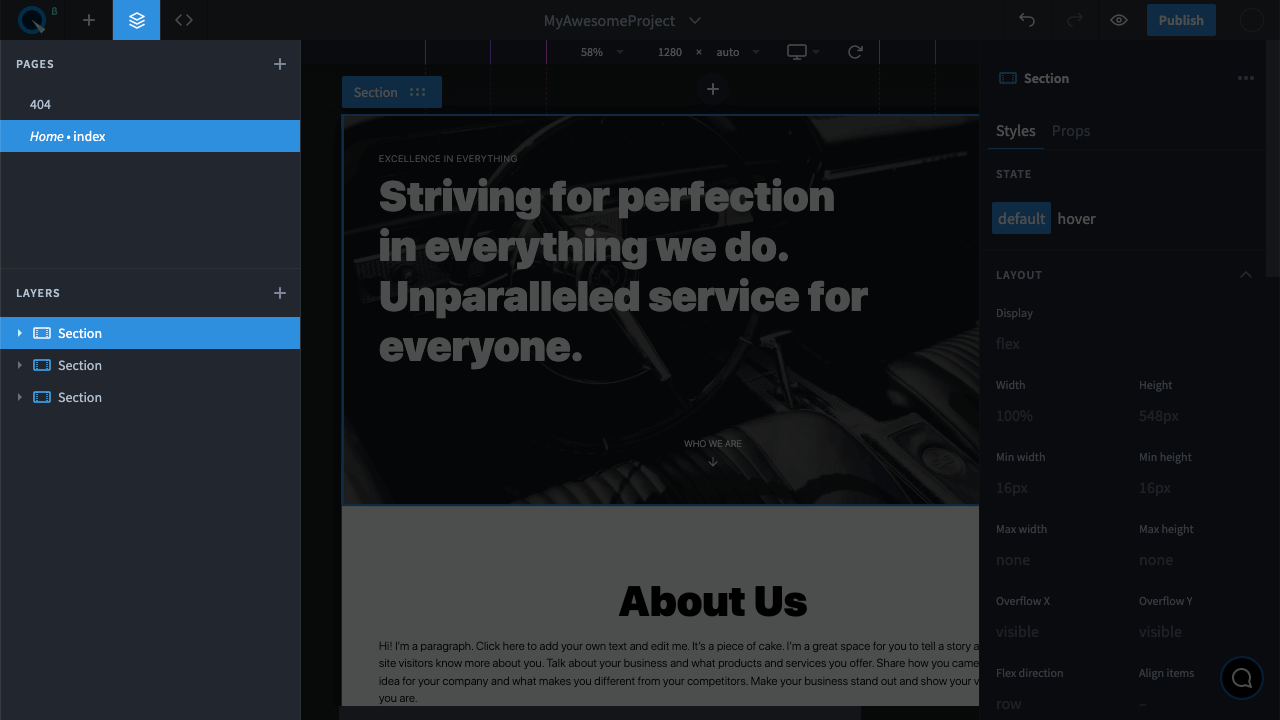 β
MyAwesomeProject
Publish
PAGES
404
Home • index
LAYERS
Section
Section
Section
58%
1280 × auto
Section
EXCELLENCE IN EVERYTHING
Striving for perfection
in everything we do.
Unparalleled service for
everyone.
WHO WE ARE
About Us
Hi! I'm a paragraph. Click here to add your own text and edit me. It's a piece of cake. I'm a great space for you to tell a story a
site visitors know more about you. Talk about your business and what products and services you offer. Share how you came
idea for your company and what makes you different from your competitors. Make your business stand out and show your v
you are.
Section
Styles Props
STATE
default hover
LAYOUT
Display
flex
Width Height
100% 548px
Min width Min height
16px 16px
Max width Max height
none none
Overflow X Overflow Y
visible visible
Flex direction Align items
row –